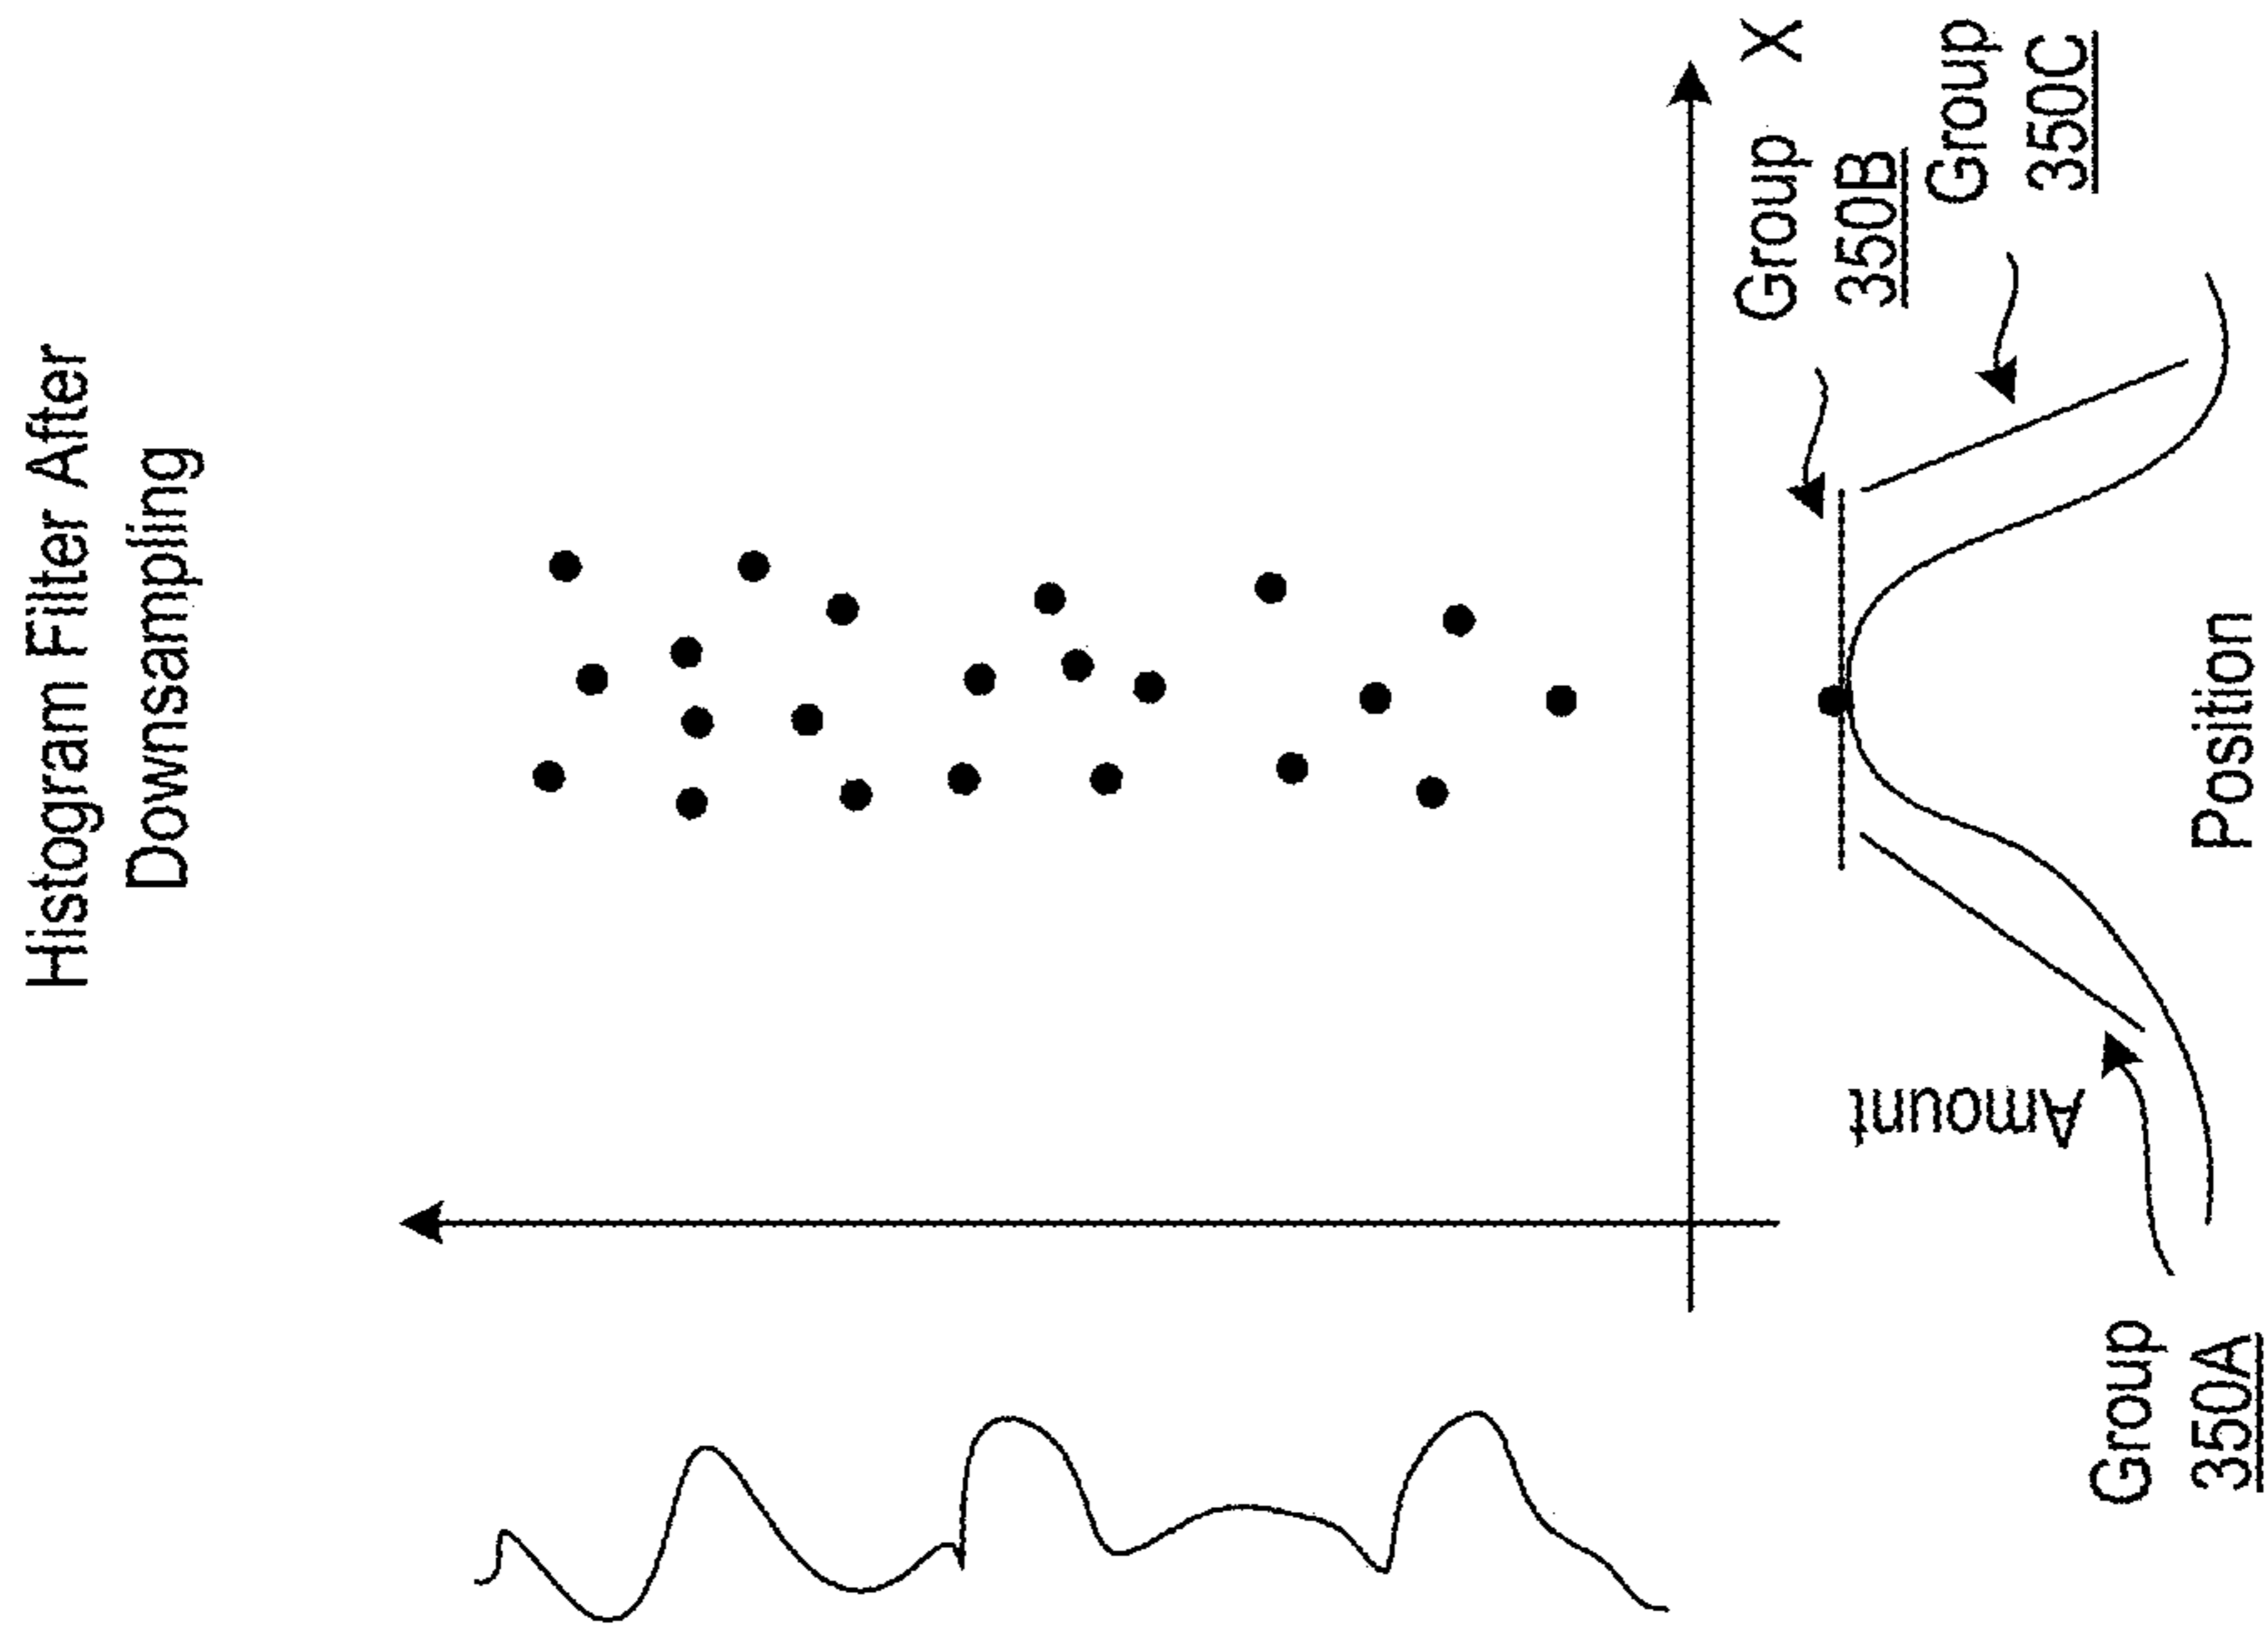 Histogram Filter After
Downsampling
X
Group
350B
Group
350C
Amount
Position
Group
350A